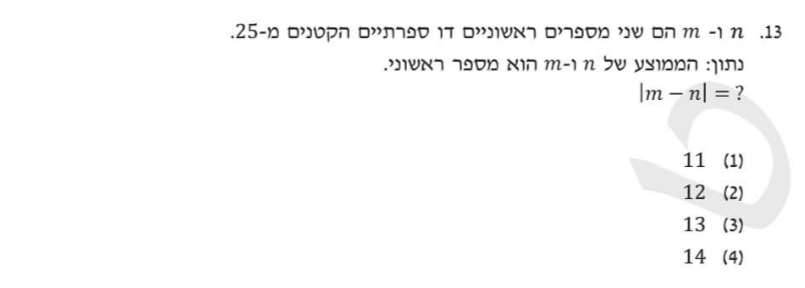 13. n ו- m הם שני מספרים ראשוניים דו ספרתיים הקטנים מ-25.
נתון: הממוצע של n ו-m הוא מספר ראשוני.
|m − n| = ?
(1) 11
(2) 12
(3) 13
(4) 14